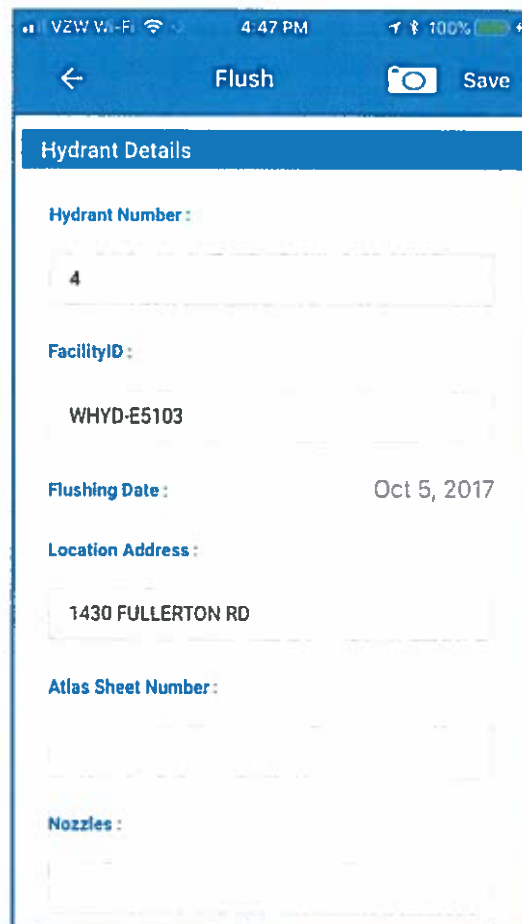 VZW Wi-Fi 4:47 PM 100%
Flush Save
Hydrant Details
Hydrant Number :
4
FacilityID :
WHYD-E5103
Flushing Date : Oct 5, 2017
Location Address :
1430 FULLERTON RD
Atlas Sheet Number :
Nozzles :